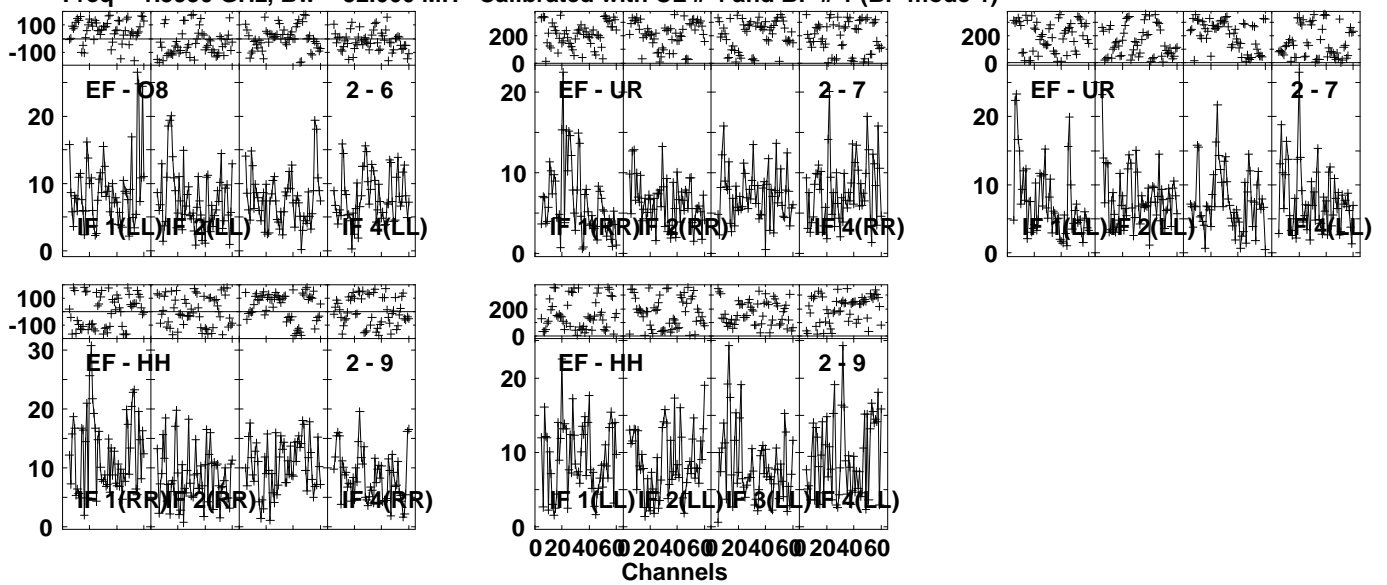 100
-100
EF - O8 2 - 6
20
10
0
IF 1(LL) IF 2(LL) IF 4(LL)
200
0
EF - UR 2 - 7
20
10
0
IF 1(RR) IF 2(RR) IF 4(RR)
200
0
EF - UR 2 - 7
20
10
0
IF 1(LL) IF 2(LL) IF 4(LL)
100
-100
30
EF - HH 2 - 9
20
10
0
IF 1(RR) IF 2(RR) IF 4(RR)
200
0
EF - HH 2 - 9
20
10
0
IF 1(LL) IF 2(LL) IF 3(LL) IF 4(LL)
0 20 40 60 0 20 40 60 0 20 40 60 0 20 40 60
Channels